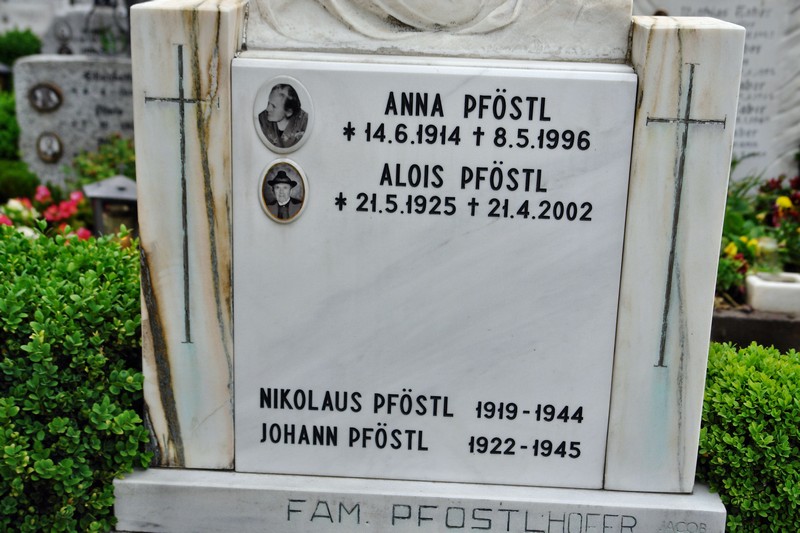 ANNA PFÖSTL
* 14.6.1914 † 8.5.1996
ALOIS PFÖSTL
* 21.5.1925 † 21.4.2002
NIKOLAUS PFÖSTL 1919-1944
JOHANN PFÖSTL 1922-1945
FAM. PFÖSTLHOFER JACOB